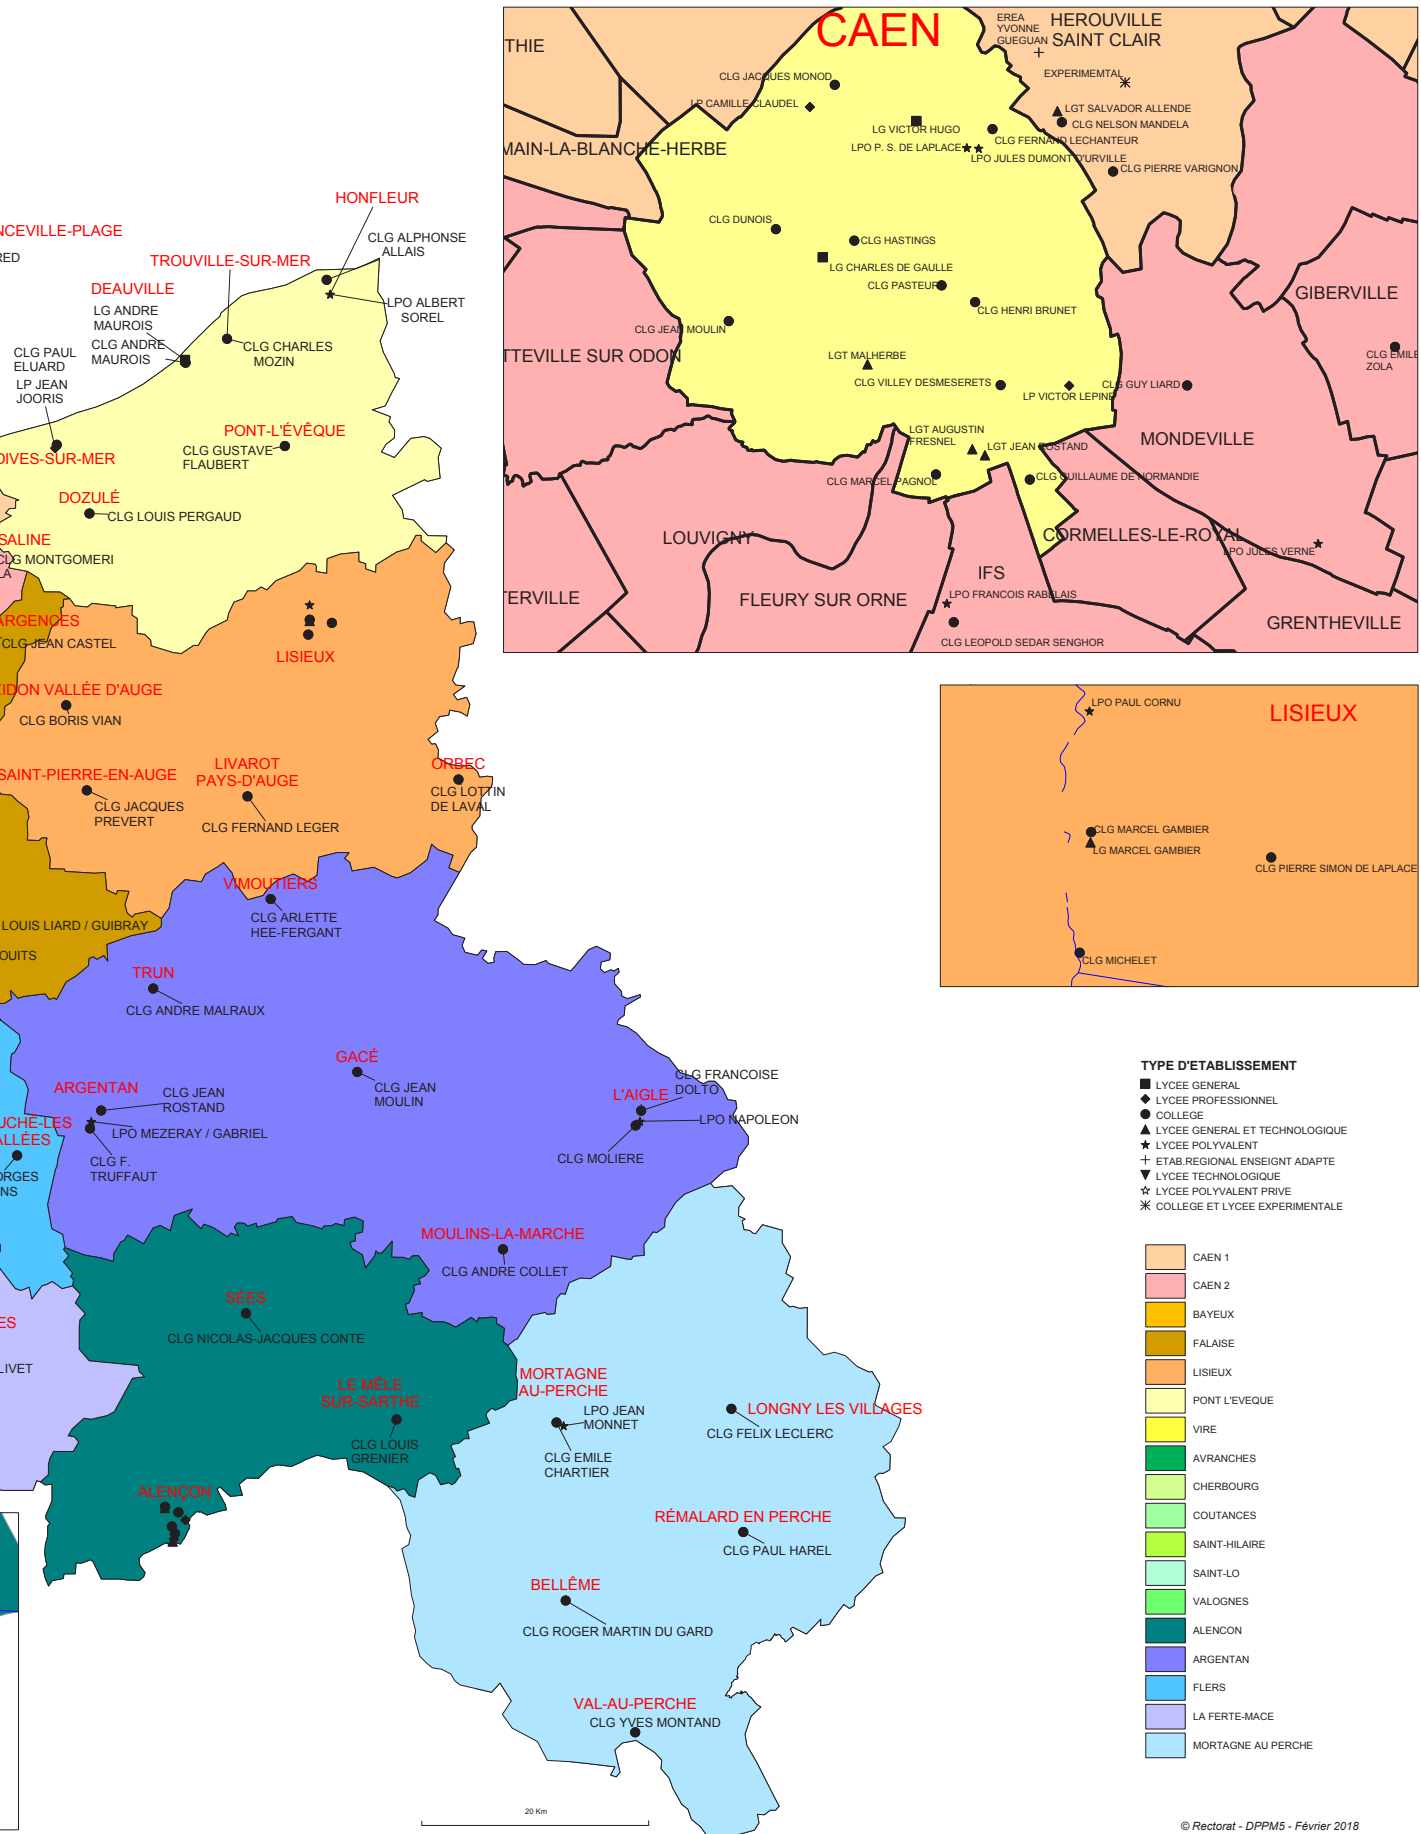 CAEN
THIE
EREA
YVONNE
GUEGUAN
HEROUVILLE
SAINT CLAIR
EXPERIMEMTAL
CLG JACQUES MONOD
LP CAMILLE CLAUDEL
LGT SALVADOR ALLENDE
CLG NELSON MANDELA
LG VICTOR HUGO
CLG FERNAND LECHANTEUR
MAIN-LA-BLANCHE-HERBE
LPO P. S. DE LAPLACE
LPO JULES DUMONT D'URVILLE
CLG PIERRE VARIGNON
CLG DUNOIS
CLG HASTINGS
LG CHARLES DE GAULLE
CLG PASTEUR
CLG HENRI BRUNET
GIBERVILLE
CLG JEAN MOULIN
TTEVILLE SUR ODON
LGT MALHERBE
CLG VILLEY DESMESERETS
LP VICTOR LEPINE
CLG GUY LIARD
CLG EMILE
ZOLA
LGT AUGUSTIN
FRESNEL
LGT JEAN ROSTAND
MONDEVILLE
CLG MARCEL PAGNOL
CLG GUILLAUME DE NORMANDIE
LOUVIGNY
CORMELLES-LE-ROYAL
LPO JULES VERNE
IFS
TERVILLE
FLEURY SUR ORNE
LPO FRANCOIS RABELAIS
CLG LEOPOLD SEDAR SENGHOR
GRENTHEVILLE
HONFLEUR
NCEVILLE-PLAGE
RED
CLG ALPHONSE
ALLAIS
TROUVILLE-SUR-MER
DEAUVILLE
LG ANDRE
MAUROIS
LPO ALBERT
SOREL
CLG ANDRE
MAUROIS
CLG CHARLES
MOZIN
CLG PAUL
ELUARD
LP JEAN
JOORIS
PONT-L'ÉVÊQUE
CLG GUSTAVE
FLAUBERT
DIVES-SUR-MER
DOZULÉ
CLG LOUIS PERGAUD
SALINE
CLG MONTGOMERI
LA
ARGENCES
CLG JEAN CASTEL
LISIEUX
IDON VALLÉE D'AUGE
CLG BORIS VIAN
SAINT-PIERRE-EN-AUGE
CLG JACQUES
PREVERT
LIVAROT
PAYS-D'AUGE
CLG FERNAND LEGER
ORBEC
CLG LOTTIN
DE LAVAL
LPO PAUL CORNU
LISIEUX
CLG MARCEL GAMBIER
LG MARCEL GAMBIER
CLG PIERRE SIMON DE LAPLACE
CLG MICHELET
VIMOUTIERS
CLG ARLETTE
HEE-FERGANT
LOUIS LIARD / GUIBRAY
OUITS
TRUN
CLG ANDRE MALRAUX
GACÉ
CLG JEAN
MOULIN
ARGENTAN
CLG JEAN
ROSTAND
LPO MEZERAY / GABRIEL
CLG F.
TRUFFAUT
UCHE-LES
ALLÉES
ORGES
NS
CLG FRANCOISE
DOLTO
L'AIGLE
LPO NAPOLEON
CLG MOLIERE
MOULINS-LA-MARCHE
CLG ANDRE COLLET
SÉES
CLG NICOLAS-JACQUES CONTE
ES
LIVET
LE MÊLE
SUR-SARTHE
CLG LOUIS
GRENIER
ALENÇON
MORTAGNE
AU-PERCHE
LPO JEAN
MONNET
CLG EMILE
CHARTIER
LONGNY LES VILLAGES
CLG FELIX LECLERC
RÉMALARD EN PERCHE
CLG PAUL HAREL
BELLÊME
CLG ROGER MARTIN DU GARD
VAL-AU-PERCHE
CLG YVES MONTAND
20 Km
TYPE D'ETABLISSEMENT
LYCEE GENERAL
LYCEE PROFESSIONNEL
COLLEGE
LYCEE GENERAL ET TECHNOLOGIQUE
LYCEE POLYVALENT
ETAB.REGIONAL ENSEIGNT ADAPTE
LYCEE TECHNOLOGIQUE
LYCEE POLYVALENT PRIVE
COLLEGE ET LYCEE EXPERIMENTALE
CAEN 1
CAEN 2
BAYEUX
FALAISE
LISIEUX
PONT L'EVEQUE
VIRE
AVRANCHES
CHERBOURG
COUTANCES
SAINT-HILAIRE
SAINT-LO
VALOGNES
ALENCON
ARGENTAN
FLERS
LA FERTE-MACE
MORTAGNE AU PERCHE
© Rectorat - DPPM5 - Février 2018